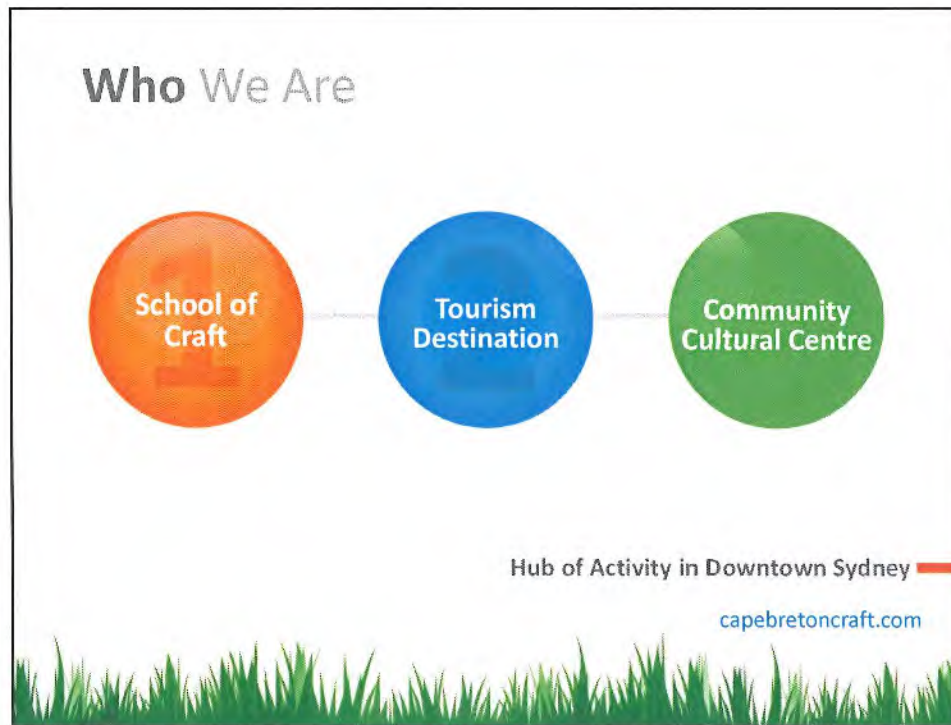 Who We Are
School of
Craft
Tourism
Destination
Community
Cultural Centre
Hub of Activity in Downtown Sydney
capebretoncraft.com